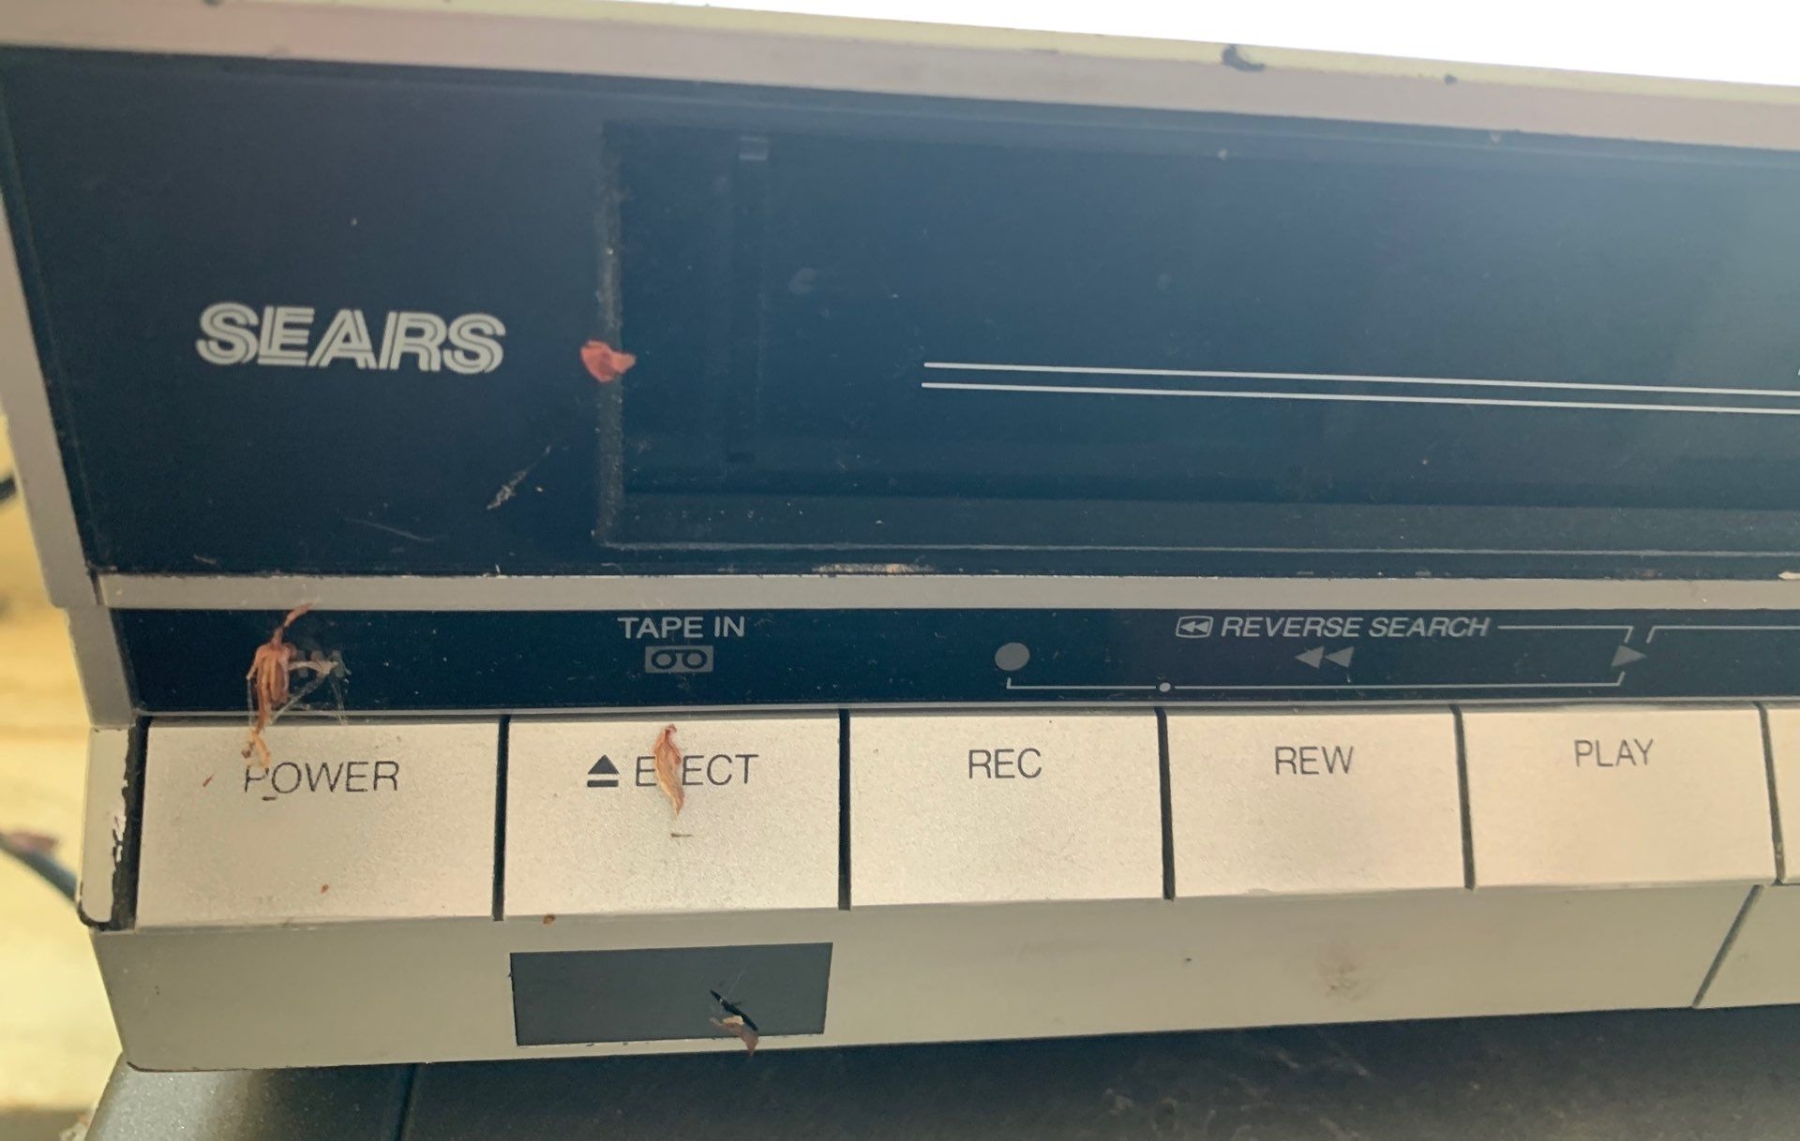 SEARS
TAPE IN
REVERSE SEARCH
POWER
EJECT
REC
REW
PLAY